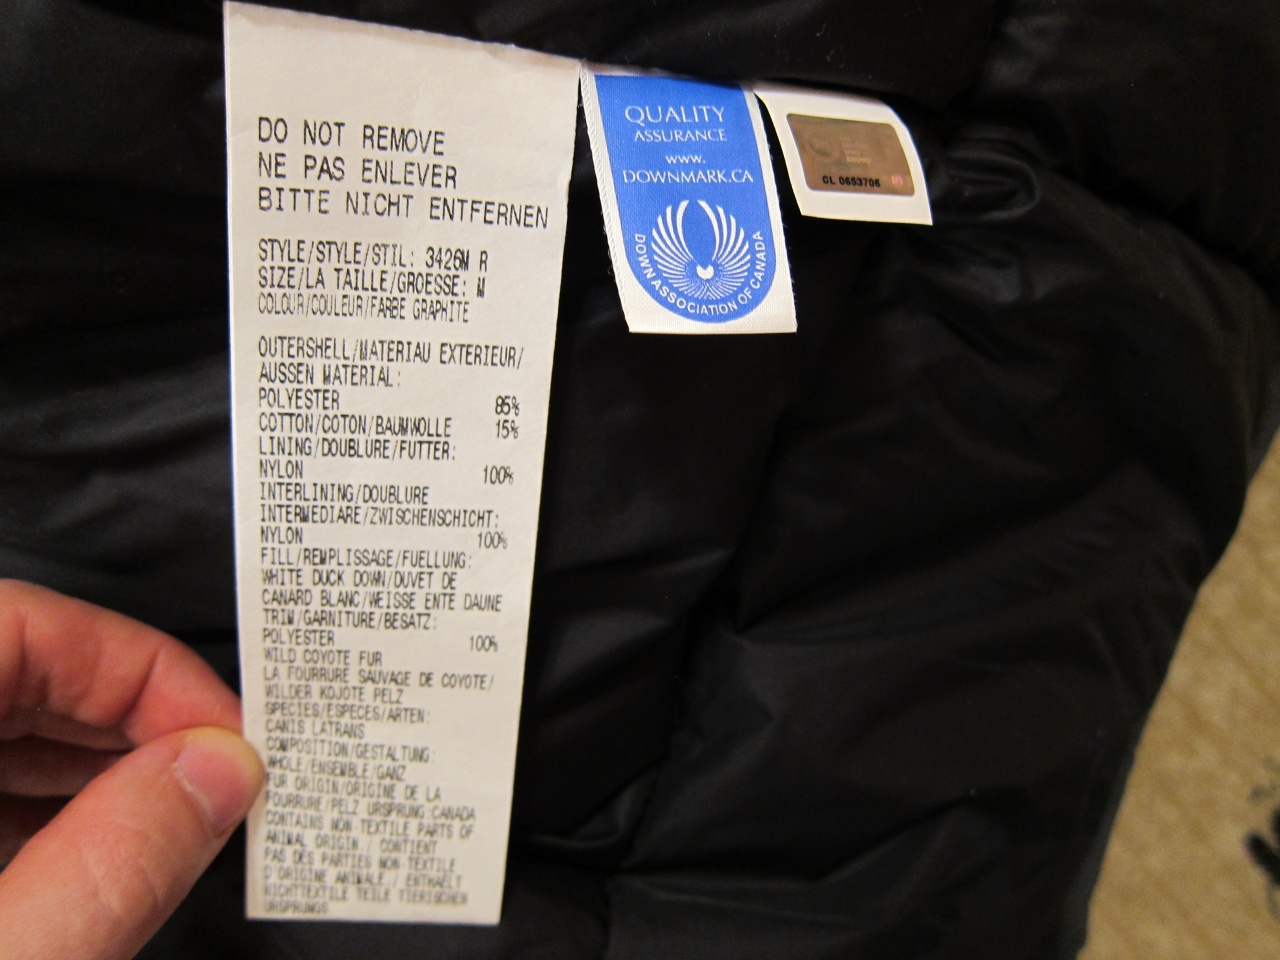 DO NOT REMOVE
NE PAS ENLEVER
BITTE NICHT ENTFERNEN
STYLE/STYLE/STIL: 3426M R
SIZE/LA TAILLE/GROESSE: M
COLOUR/COULEUR/FARBE GRAPHITE
OUTERSHELL/MATERIAU EXTERIEUR/
AUSSEN MATERIAL:
POLYESTER 85%
COTTON/COTON/BAUMWOLLE 15%
LINING/DOUBLURE/FUTTER:
NYLON 100%
INTERLINING/DOUBLURE
INTERMEDIARE/ZWISCHENSCHICHT:
NYLON 100%
FILL/REMPLISSAGE/FUELLUNG:
WHITE DUCK DOWN/DUVET DE
CANARD BLANC/WEISSE ENTE DAUNE
TRIM/GARNITURE/BESATZ:
POLYESTER 100%
WILD COYOTE FUR
LA FOURRURE SAUVAGE DE COYOTE/
WILDER KOJOTE PELZ
SPECIES/ESPECES/ARTEN:
CANIS LATRANS
COMPOSITION/GESTALTUNG:
WHOLE/ENSEMBLE/GANZ
FUR ORIGIN/ORIGINE DE LA
FOURRURE/PELZ URSPRUNG:CANADA
CONTAINS NON-TEXTILE PARTS OF
ANIMAL ORIGIN / CONTIENT
PAS DES PARTIES NON-TEXTILE
D'ORIGINE ANIMALE / ENTHAELT
NICHTTEXTILE TEILE TIERISCHEN
URSPRUNGS
QUALITY
ASSURANCE
www.
DOWNMARK.CA
DOWN ASSOCIATION OF CANADA
CL 0653706